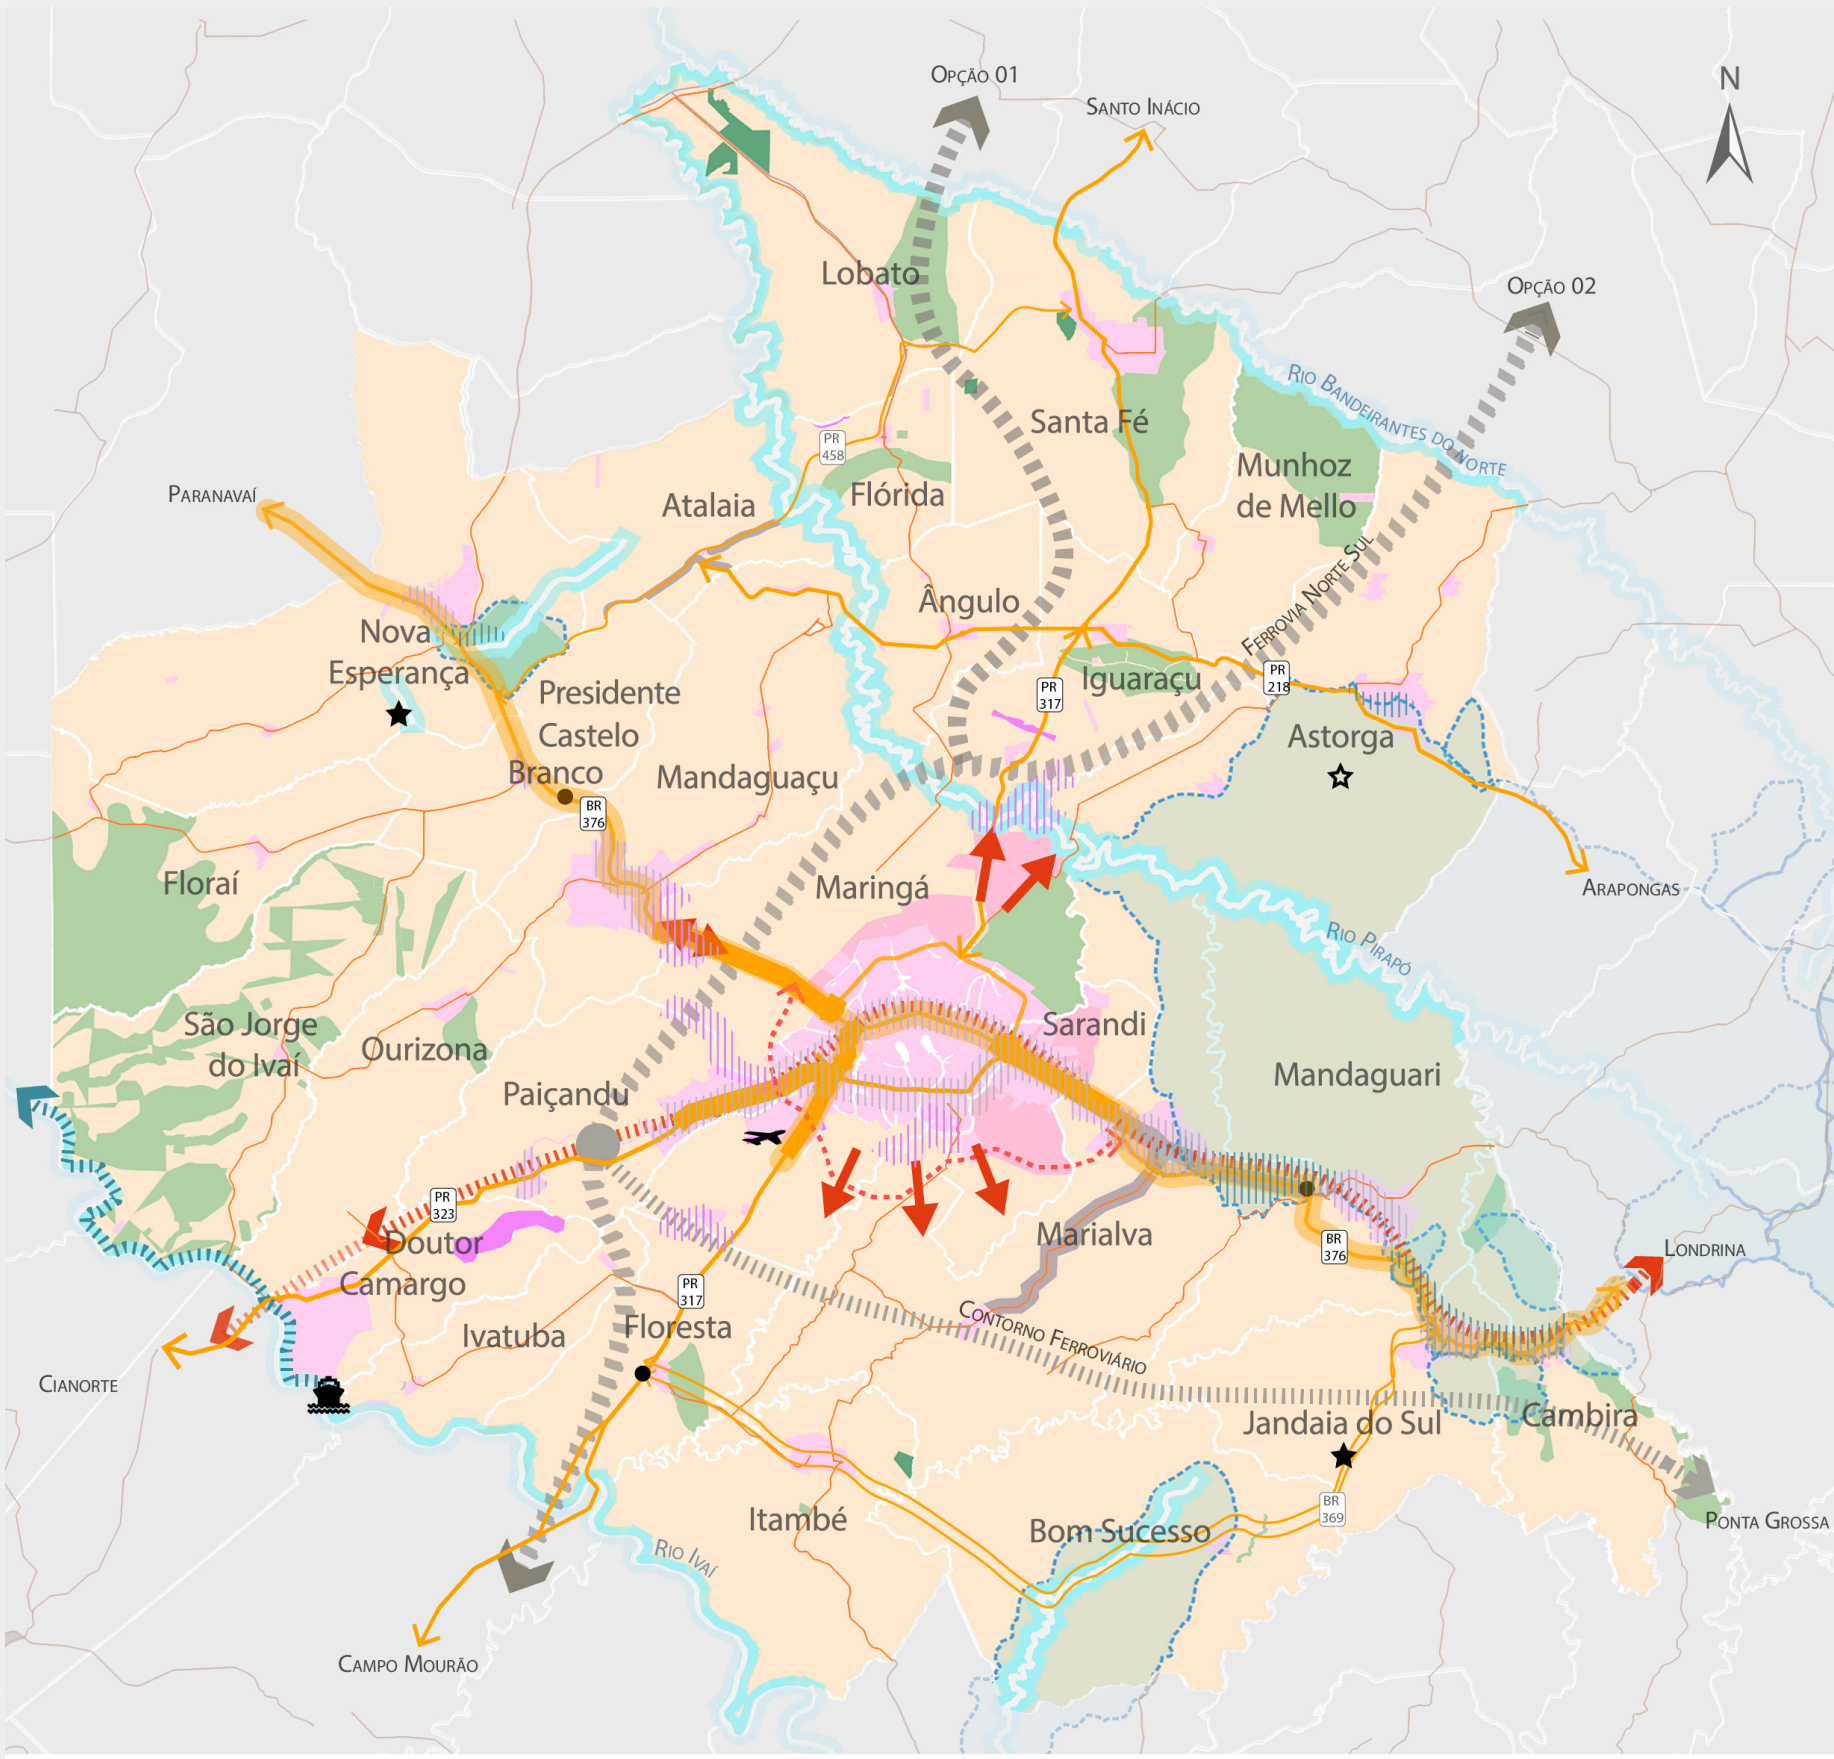 Opção 01
N
Santo Inácio
Lobato
Opção 02
Rio Bandeirantes do Norte
Santa Fé
PR
458
Munhoz
de Mello
Paranavaí
Atalaia
Flórida
Ferrovia Norte Sul
Ângulo
Nova
Esperança
Iguaraçu
PR
218
PR
317
Presidente
Castelo
Branco
Astorga
Mandaguaçu
BR
376
Floraí
Maringá
Arapongas
Rio Pirapó
São Jorge
do Ivaí
Ourizona
Sarandi
Mandaguari
Paiçandu
PR
323
Doutor
Camargo
Marialva
BR
376
Londrina
PR
317
Ivatuba
Floresta
Contorno Ferroviário
Cianorte
Jandaia do Sul
Cambira
Itambé
Bom Sucesso
BR
369
Ponta Grossa
Rio Ivaí
Campo Mourão